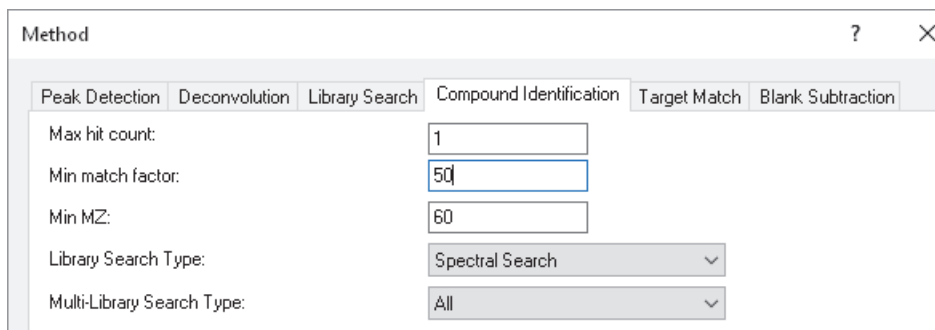 Method ?
Peak Detection Deconvolution Library Search Compound Identification Target Match Blank Subtraction
Max hit count: 1
Min match factor: 50
Min MZ: 60
Library Search Type: Spectral Search
Multi-Library Search Type: All